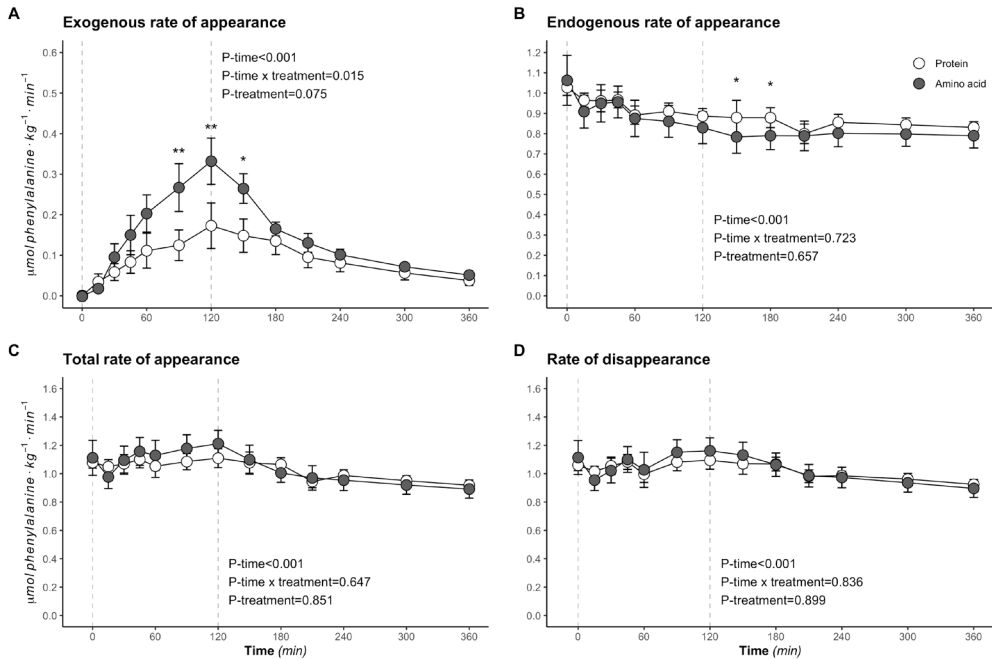 A
Exogenous rate of appearance
μmol phenylalanine · kg⁻¹ · min⁻¹
0.6
0.5
0.4
0.3
0.2
0.1
0.0
P-time<0.001
P-time x treatment=0.015
P-treatment=0.075
**
**
*
0 60 120 180 240 300 360
B
Endogenous rate of appearance
1.2
1.1
1.0
0.9
0.8
0.7
0.6
0.5
0.4
0.3
0.2
0.1
0.0
Protein
Amino acid
* *
P-time<0.001
P-time x treatment=0.723
P-treatment=0.657
0 60 120 180 240 300 360
C
Total rate of appearance
μmol phenylalanine · kg⁻¹ · min⁻¹
1.6
1.4
1.2
1.0
0.8
0.6
0.4
0.2
0.0
P-time<0.001
P-time x treatment=0.647
P-treatment=0.851
0 60 120 180 240 300 360
Time (min)
D
Rate of disappearance
1.6
1.4
1.2
1.0
0.8
0.6
0.4
0.2
0.0
P-time<0.001
P-time x treatment=0.836
P-treatment=0.899
0 60 120 180 240 300 360
Time (min)